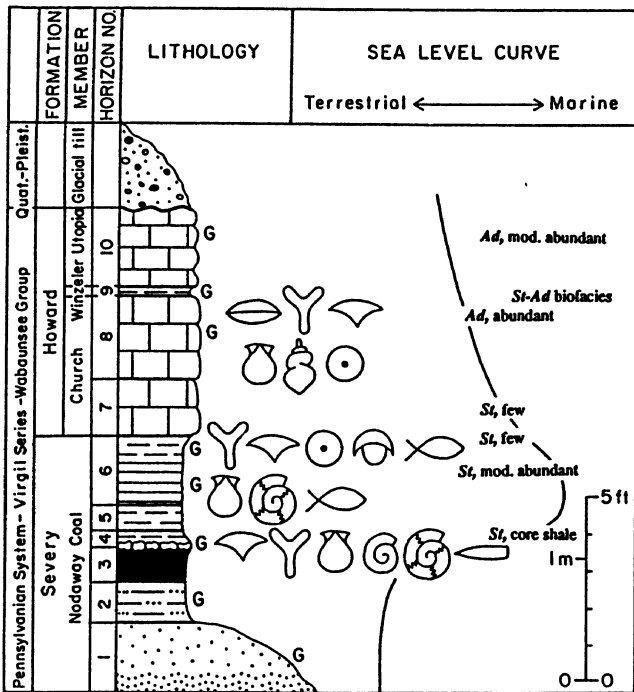 FORMATION
MEMBER
HORIZON NO.
LITHOLOGY
SEA LEVEL CURVE
Terrestrial
Marine
Quat.-Pleist.
Pennsylvanian System- Virgil Series -Wabaunsee Group
Glacial till
Howard
Utopia
Winzeler
Church
Severy
Nodaway Coal
10
9
8
7
6
5
4
3
2
1
G
G
G
G
G
G
G
G
Ad, mod. abundant
St-Ad biofacies
Ad, abundant
St, few
St, few
St, mod. abundant
St, core shale
5 ft
1 m
0
0